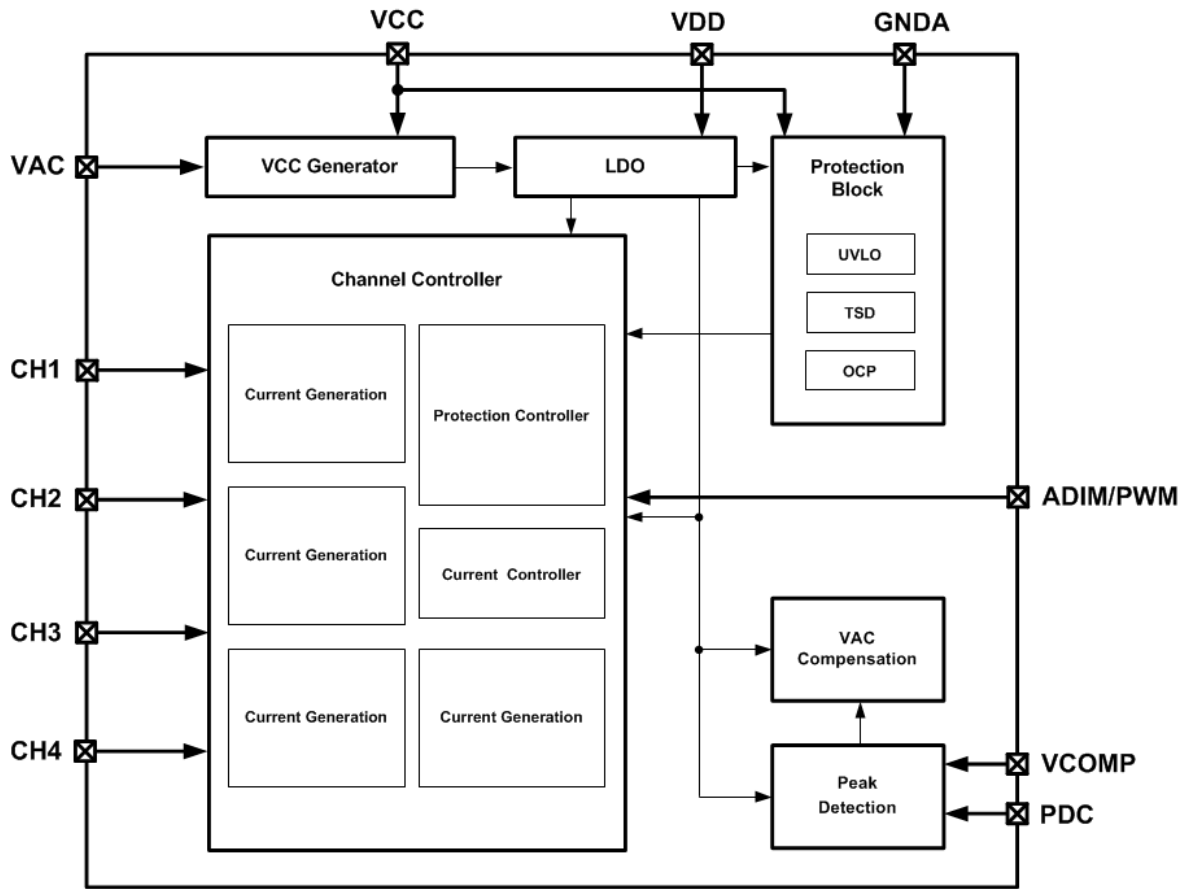 VCC
VDD
GNDA
VAC
VCC Generator
LDO
Protection
Block
UVLO
TSD
OCP
Channel Controller
CH1
Current Generation
Protection Controller
CH2
Current Generation
ADIM/PWM
Current Controller
CH3
VAC
Compensation
CH4
Current Generation
Current Generation
Peak
Detection
VCOMP
PDC